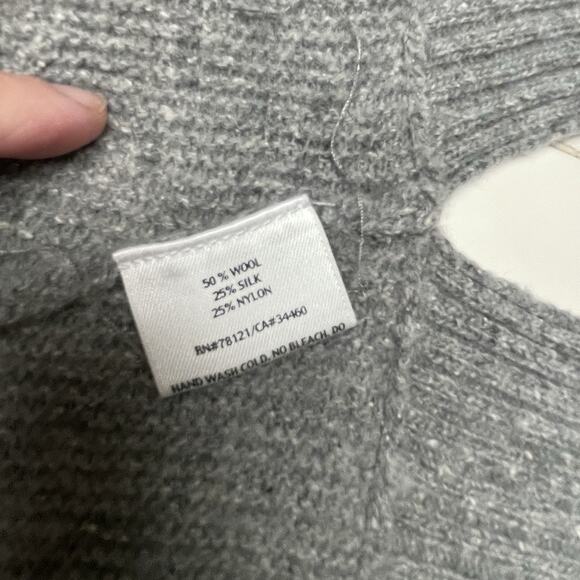 50 % WOOL
25% SILK
25% NYLON
RN#78121/CA#34460
HAND WASH COLD, NO BLEACH, DO